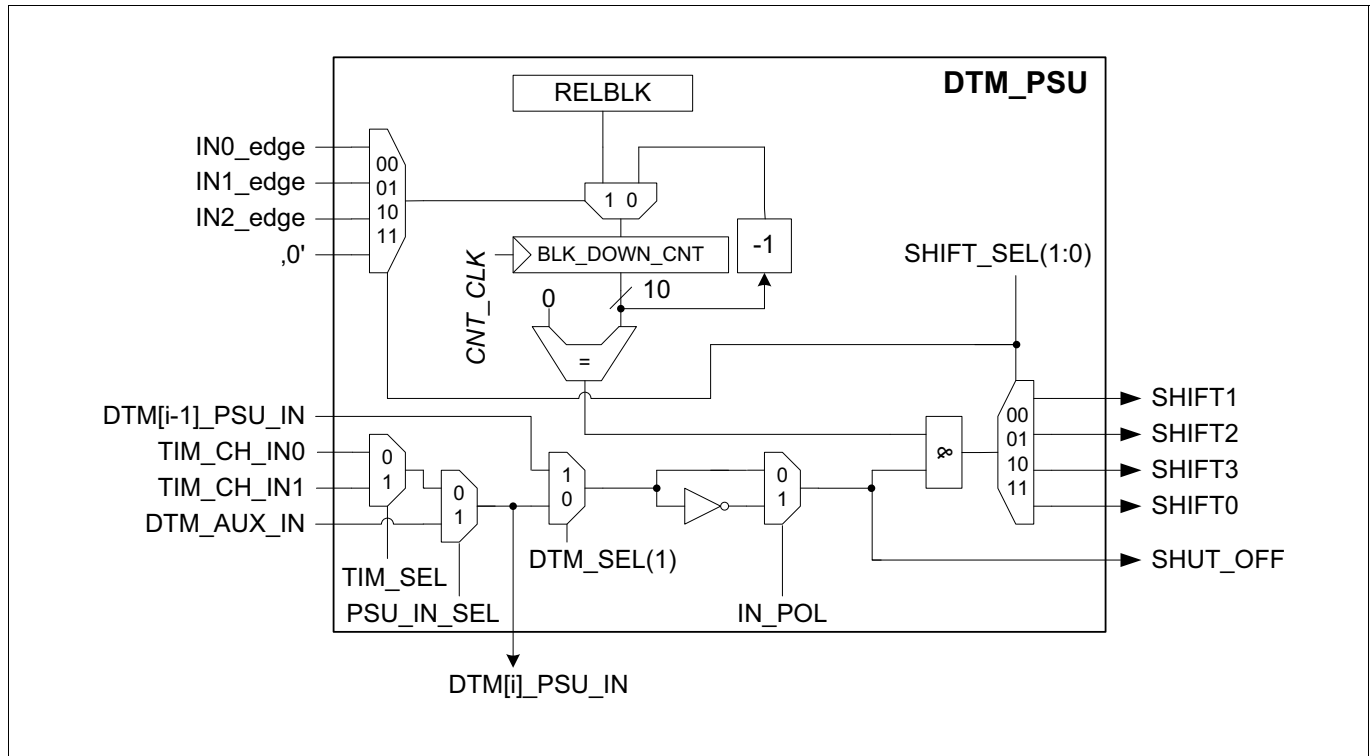 DTM_PSU
RELBLK
IN0_edge
IN1_edge
IN2_edge
,0'
00
01
10
11
1 0
BLK_DOWN_CNT
-1
CNT_CLK
10
0
=
SHIFT_SEL(1:0)
DTM[i-1]_PSU_IN
TIM_CH_IN0
TIM_CH_IN1
DTM_AUX_IN
0
1
0
1
1
0
0
1
&
00
01
10
11
SHIFT1
SHIFT2
SHIFT3
SHIFT0
SHUT_OFF
TIM_SEL
PSU_IN_SEL
DTM_SEL(1)
IN_POL
DTM[i]_PSU_IN